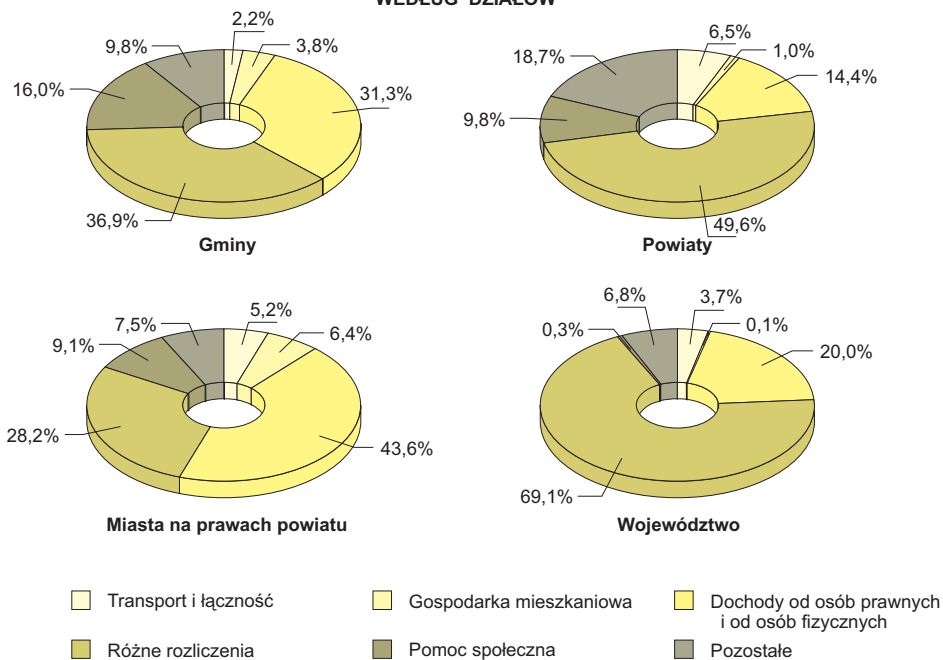 WEDŁUG DZIAŁÓW
2,2%
3,8%
9,8%
16,0%
31,3%
36,9%
Gminy
6,5%
1,0%
18,7%
14,4%
9,8%
49,6%
Powiaty
5,2%
6,4%
7,5%
9,1%
28,2%
43,6%
Miasta na prawach powiatu
6,8%
3,7%
0,3%
0,1%
20,0%
69,1%
Województwo
Transport i łączność
Gospodarka mieszkaniowa
Dochody od osób prawnych
i od osób fizycznych
Różne rozliczenia
Pomoc społeczna
Pozostałe